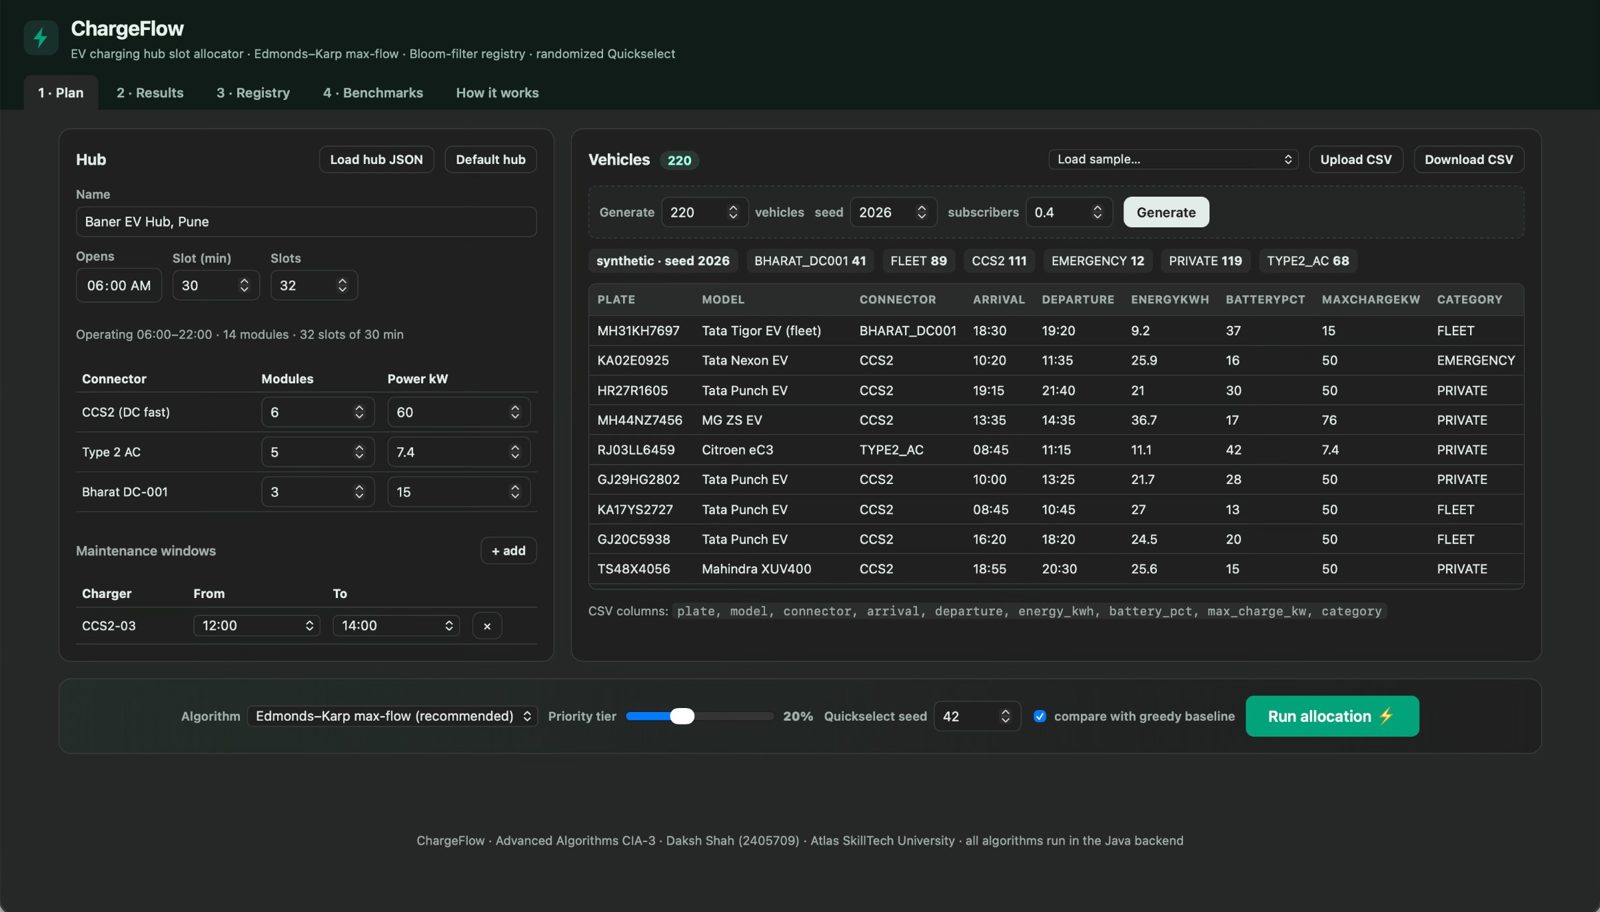 ChargeFlow
EV charging hub slot allocator · Edmonds–Karp max-flow · Bloom-filter registry · randomized Quickselect
1 · Plan
2 · Results
3 · Registry
4 · Benchmarks
How it works
Hub
Load hub JSON
Default hub
Name
Baner EV Hub, Pune
Opens Slot (min) Slots
06:00 AM 30 32
Operating 06:00–22:00 · 14 modules · 32 slots of 30 min
Connector Modules Power kW
CCS2 (DC fast) 6 60
Type 2 AC 5 7.4
Bharat DC-001 3 15
Maintenance windows
+ add
Charger From To
CCS2-03 12:00 14:00 ×
Vehicles 220
Load sample...
Upload CSV
Download CSV
Generate 220 vehicles seed 2026 subscribers 0.4 Generate
synthetic · seed 2026 BHARAT_DC001 41 FLEET 89 CCS2 111 EMERGENCY 12 PRIVATE 119 TYPE2_AC 68
PLATE MODEL CONNECTOR ARRIVAL DEPARTURE ENERGYKWH BATTERYPCT MAXCHARGEKW CATEGORY
MH31KH7697 Tata Tigor EV (fleet) BHARAT_DC001 18:30 19:20 9.2 37 15 FLEET
KA02E0925 Tata Nexon EV CCS2 10:20 11:35 25.9 16 50 EMERGENCY
HR27R1605 Tata Punch EV CCS2 19:15 21:40 21 30 50 PRIVATE
MH44NZ7456 MG ZS EV CCS2 13:35 14:35 36.7 17 76 PRIVATE
RJ03LL6459 Citroen eC3 TYPE2_AC 08:45 11:15 11.1 42 7.4 PRIVATE
GJ29HG2802 Tata Punch EV CCS2 10:00 13:25 21.7 28 50 PRIVATE
KA17YS2727 Tata Punch EV CCS2 08:45 10:45 27 13 50 FLEET
GJ20C5938 Tata Punch EV CCS2 16:20 18:20 24.5 20 50 FLEET
TS48X4056 Mahindra XUV400 CCS2 18:55 20:30 25.6 15 50 PRIVATE
CSV columns: plate, model, connector, arrival, departure, energy_kwh, battery_pct, max_charge_kw, category
Algorithm Edmonds–Karp max-flow (recommended) Priority tier 20% Quickselect seed 42 compare with greedy baseline Run allocation ⚡
ChargeFlow · Advanced Algorithms CIA-3 · Daksh Shah (2405709) · Atlas SkillTech University · all algorithms run in the Java backend